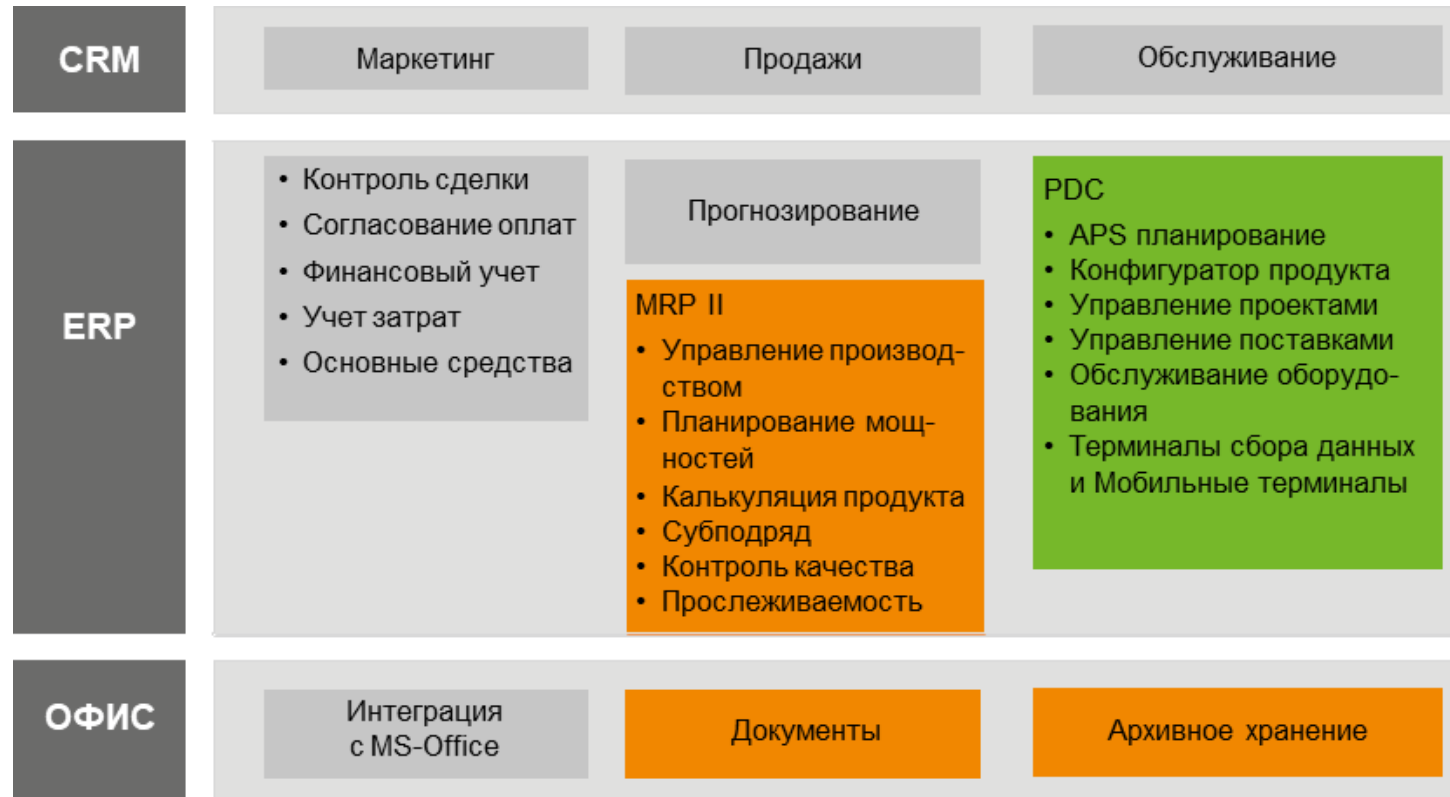 CRM
Маркетинг
Продажи
Обслуживание
ERP
• Контроль сделки
• Согласование оплат
• Финансовый учет
• Учет затрат
• Основные средства
Прогнозирование
MRP II
• Управление производ-
ством
• Планирование мощ-
ностей
• Калькуляция продукта
• Субподряд
• Контроль качества
• Прослеживаемость
PDC
• APS планирование
• Конфигуратор продукта
• Управление проектами
• Управление поставками
• Обслуживание оборудо-
вания
• Терминалы сбора данных
и Мобильные терминалы
ОФИС
Интеграция
с MS-Office
Документы
Архивное хранение